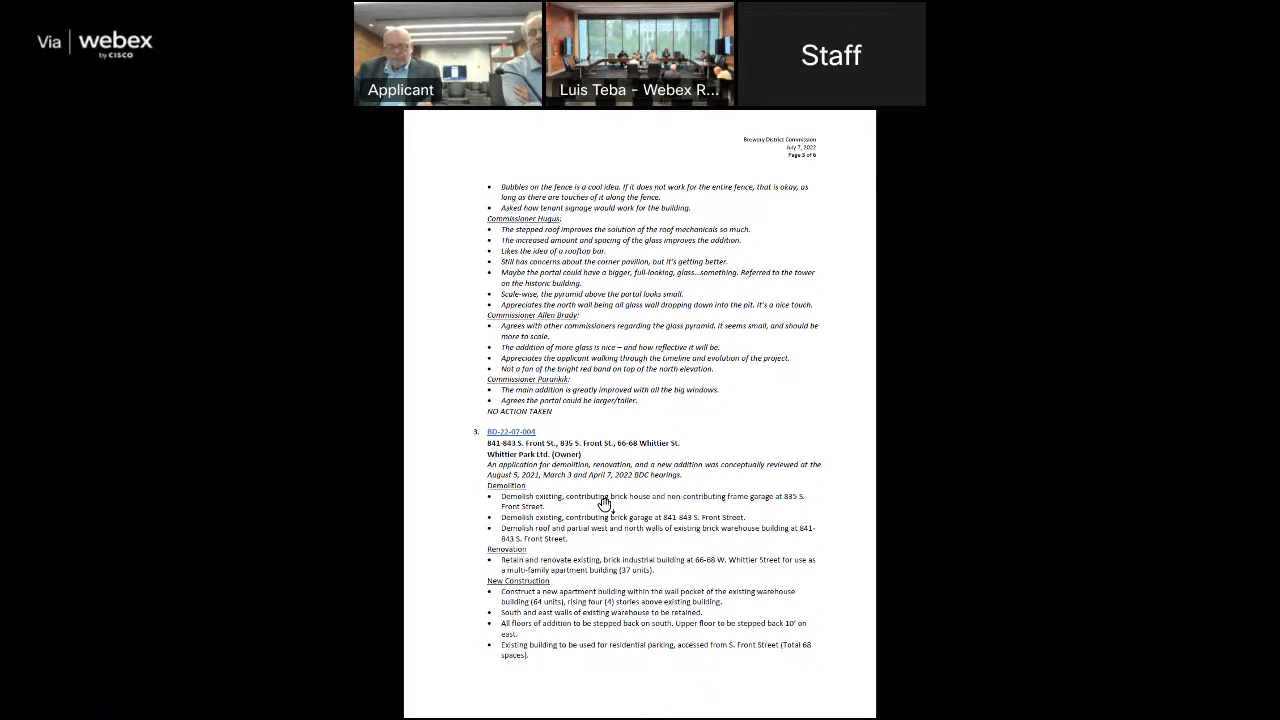 Via | webex
by CISCO
Applicant
Luis Teba - Webex R...
Staff
Brewery District Commission
July 7, 2022
Page 3 of 6
• Bubbles on the fence is a cool idea. If it does not work for the entire fence, that is okay, as
long as there are touches of it along the fence.
• Asked how tenant signage would work for the building.
Commissioner Hugus:
• The stepped roof improves the solution of the roof mechanicals so much.
• The increased amount and spacing of the glass improves the addition.
• Likes the idea of a rooftop bar.
• Still has concerns about the corner pavilion, but it's getting better.
• Maybe the portal could have a bigger, full-looking, glass...something. Referred to the tower
on the historic building.
• Scale-wise, the pyramid above the portal looks small.
• Appreciates the north wall being all glass wall dropping down into the pit. It's a nice touch.
Commissioner Allen Brady:
• Agrees with other commissioners regarding the glass pyramid. It seems small, and should be
more to scale.
• The addition of more glass is nice – and how reflective it will be.
• Appreciates the applicant walking through the timeline and evolution of the project.
• Not a fan of the bright red band on top of the north elevation.
Commissioner Panankik:
• The main addition is greatly improved with all the big windows.
• Agrees the portal could be larger/taller.
NO ACTION TAKEN
3. BD-22-07-004
841-843 S. Front St., 835 S. Front St., 66-68 Whittier St.
Whittier Park Ltd. (Owner)
An application for demolition, renovation, and a new addition was conceptually reviewed at the
August 5, 2021, March 3 and April 7, 2022 BDC hearings.
Demolition
• Demolish existing, contributing brick house and non-contributing frame garage at 835 S.
Front Street.
• Demolish existing, contributing brick garage at 841-843 S. Front Street.
• Demolish roof and partial west and north walls of existing brick warehouse building at 841-
843 S. Front Street.
Renovation
• Retain and renovate existing, brick industrial building at 66-68 W. Whittier Street for use as
a multi-family apartment building (37 units).
New Construction
• Construct a new apartment building within the wall pocket of the existing warehouse
building (64 units), rising four (4) stories above existing building.
• South and east walls of existing warehouse to be retained.
• All floors of addition to be stepped back on south. Upper floor to be stepped back 10' on
east.
• Existing building to be used for residential parking, accessed from S. Front Street (Total 68
spaces).